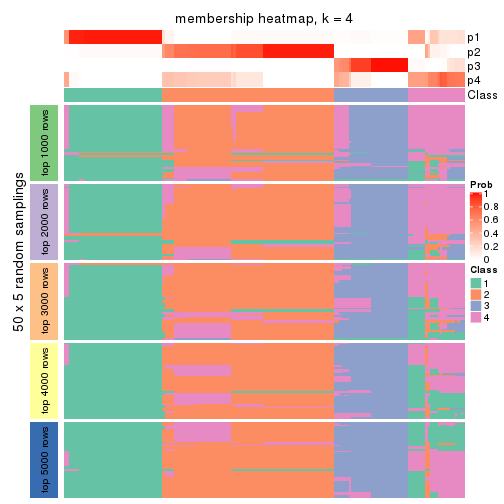 membership heatmap, k = 4
p1
p2
p3
p4
Class
50 x 5 random samplings
top 1000 rows
top 2000 rows
top 3000 rows
top 4000 rows
top 5000 rows
Prob
1
0.8
0.6
0.4
0.2
0
Class
1
2
3
4